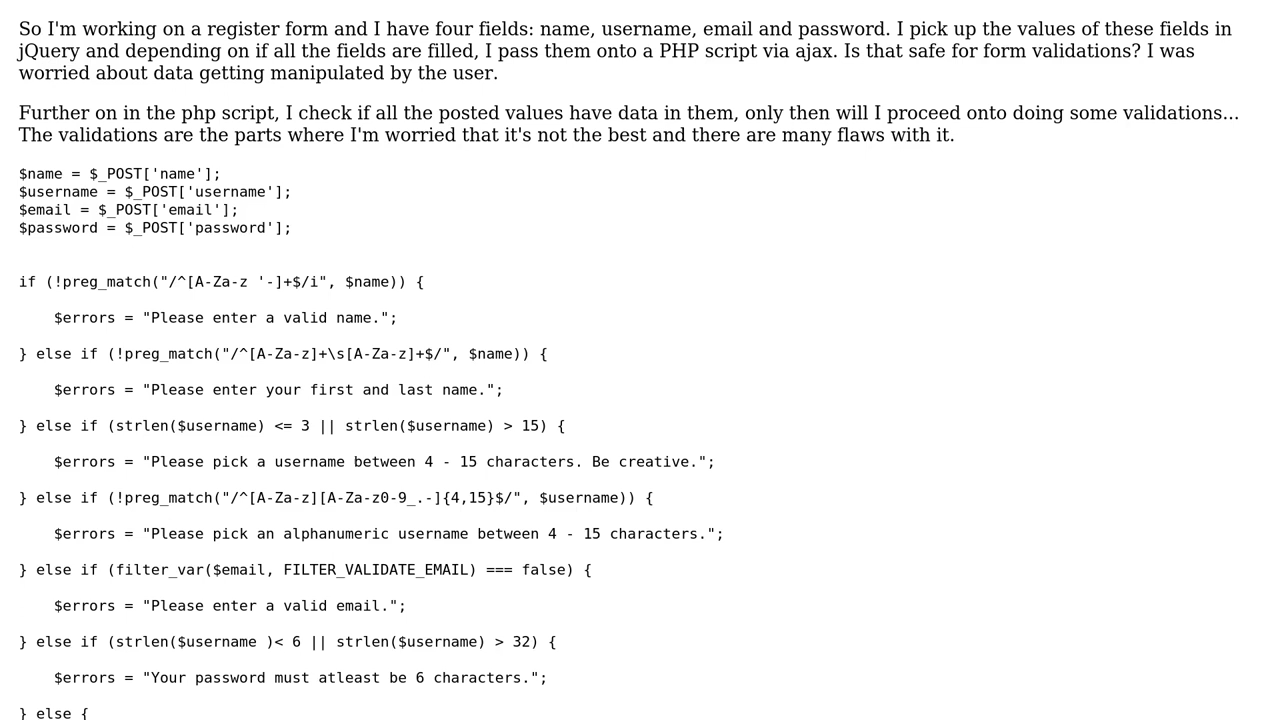 So I'm working on a register form and I have four fields: name, username, email and password. I pick up the values of these fields in
jQuery and depending on if all the fields are filled, I pass them onto a PHP script via ajax. Is that safe for form validations? I was
worried about data getting manipulated by the user.
Further on in the php script, I check if all the posted values have data in them, only then will I proceed onto doing some validations...
The validations are the parts where I'm worried that it's not the best and there are many flaws with it.
$name = $_POST['name'];
$username = $_POST['username'];
$email = $_POST['email'];
$password = $_POST['password'];
if (!preg_match("/^[A-Za-z '-]+$/i", $name)) {
    $errors = "Please enter a valid name.";
} else if (!preg_match("/^[A-Za-z]+\s[A-Za-z]+$/", $name)) {
    $errors = "Please enter your first and last name.";
} else if (strlen($username) <= 3 || strlen($username) > 15) {
    $errors = "Please pick a username between 4 - 15 characters. Be creative.";
} else if (!preg_match("/^[A-Za-z][A-Za-z0-9_.-]{4,15}$/", $username)) {
    $errors = "Please pick an alphanumeric username between 4 - 15 characters.";
} else if (filter_var($email, FILTER_VALIDATE_EMAIL) === false) {
    $errors = "Please enter a valid email.";
} else if (strlen($username )< 6 || strlen($username) > 32) {
    $errors = "Your password must atleast be 6 characters.";
} else {